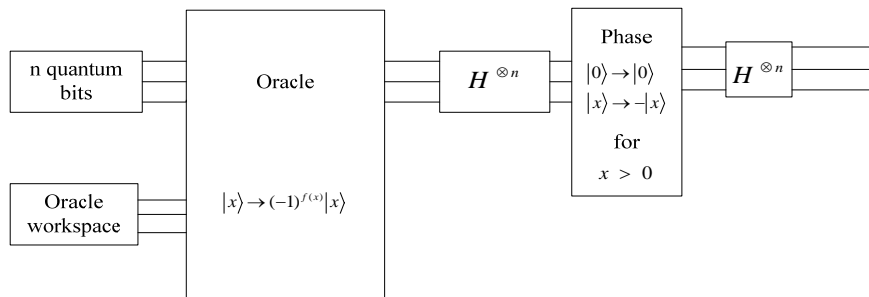 n quantum
bits
Oracle
workspace
Oracle
|x⟩→(-1)^{f(x)}|x⟩
H^{⊗n}
Phase
|0⟩→|0⟩
|x⟩→-|x⟩
for
x > 0
H^{⊗n}